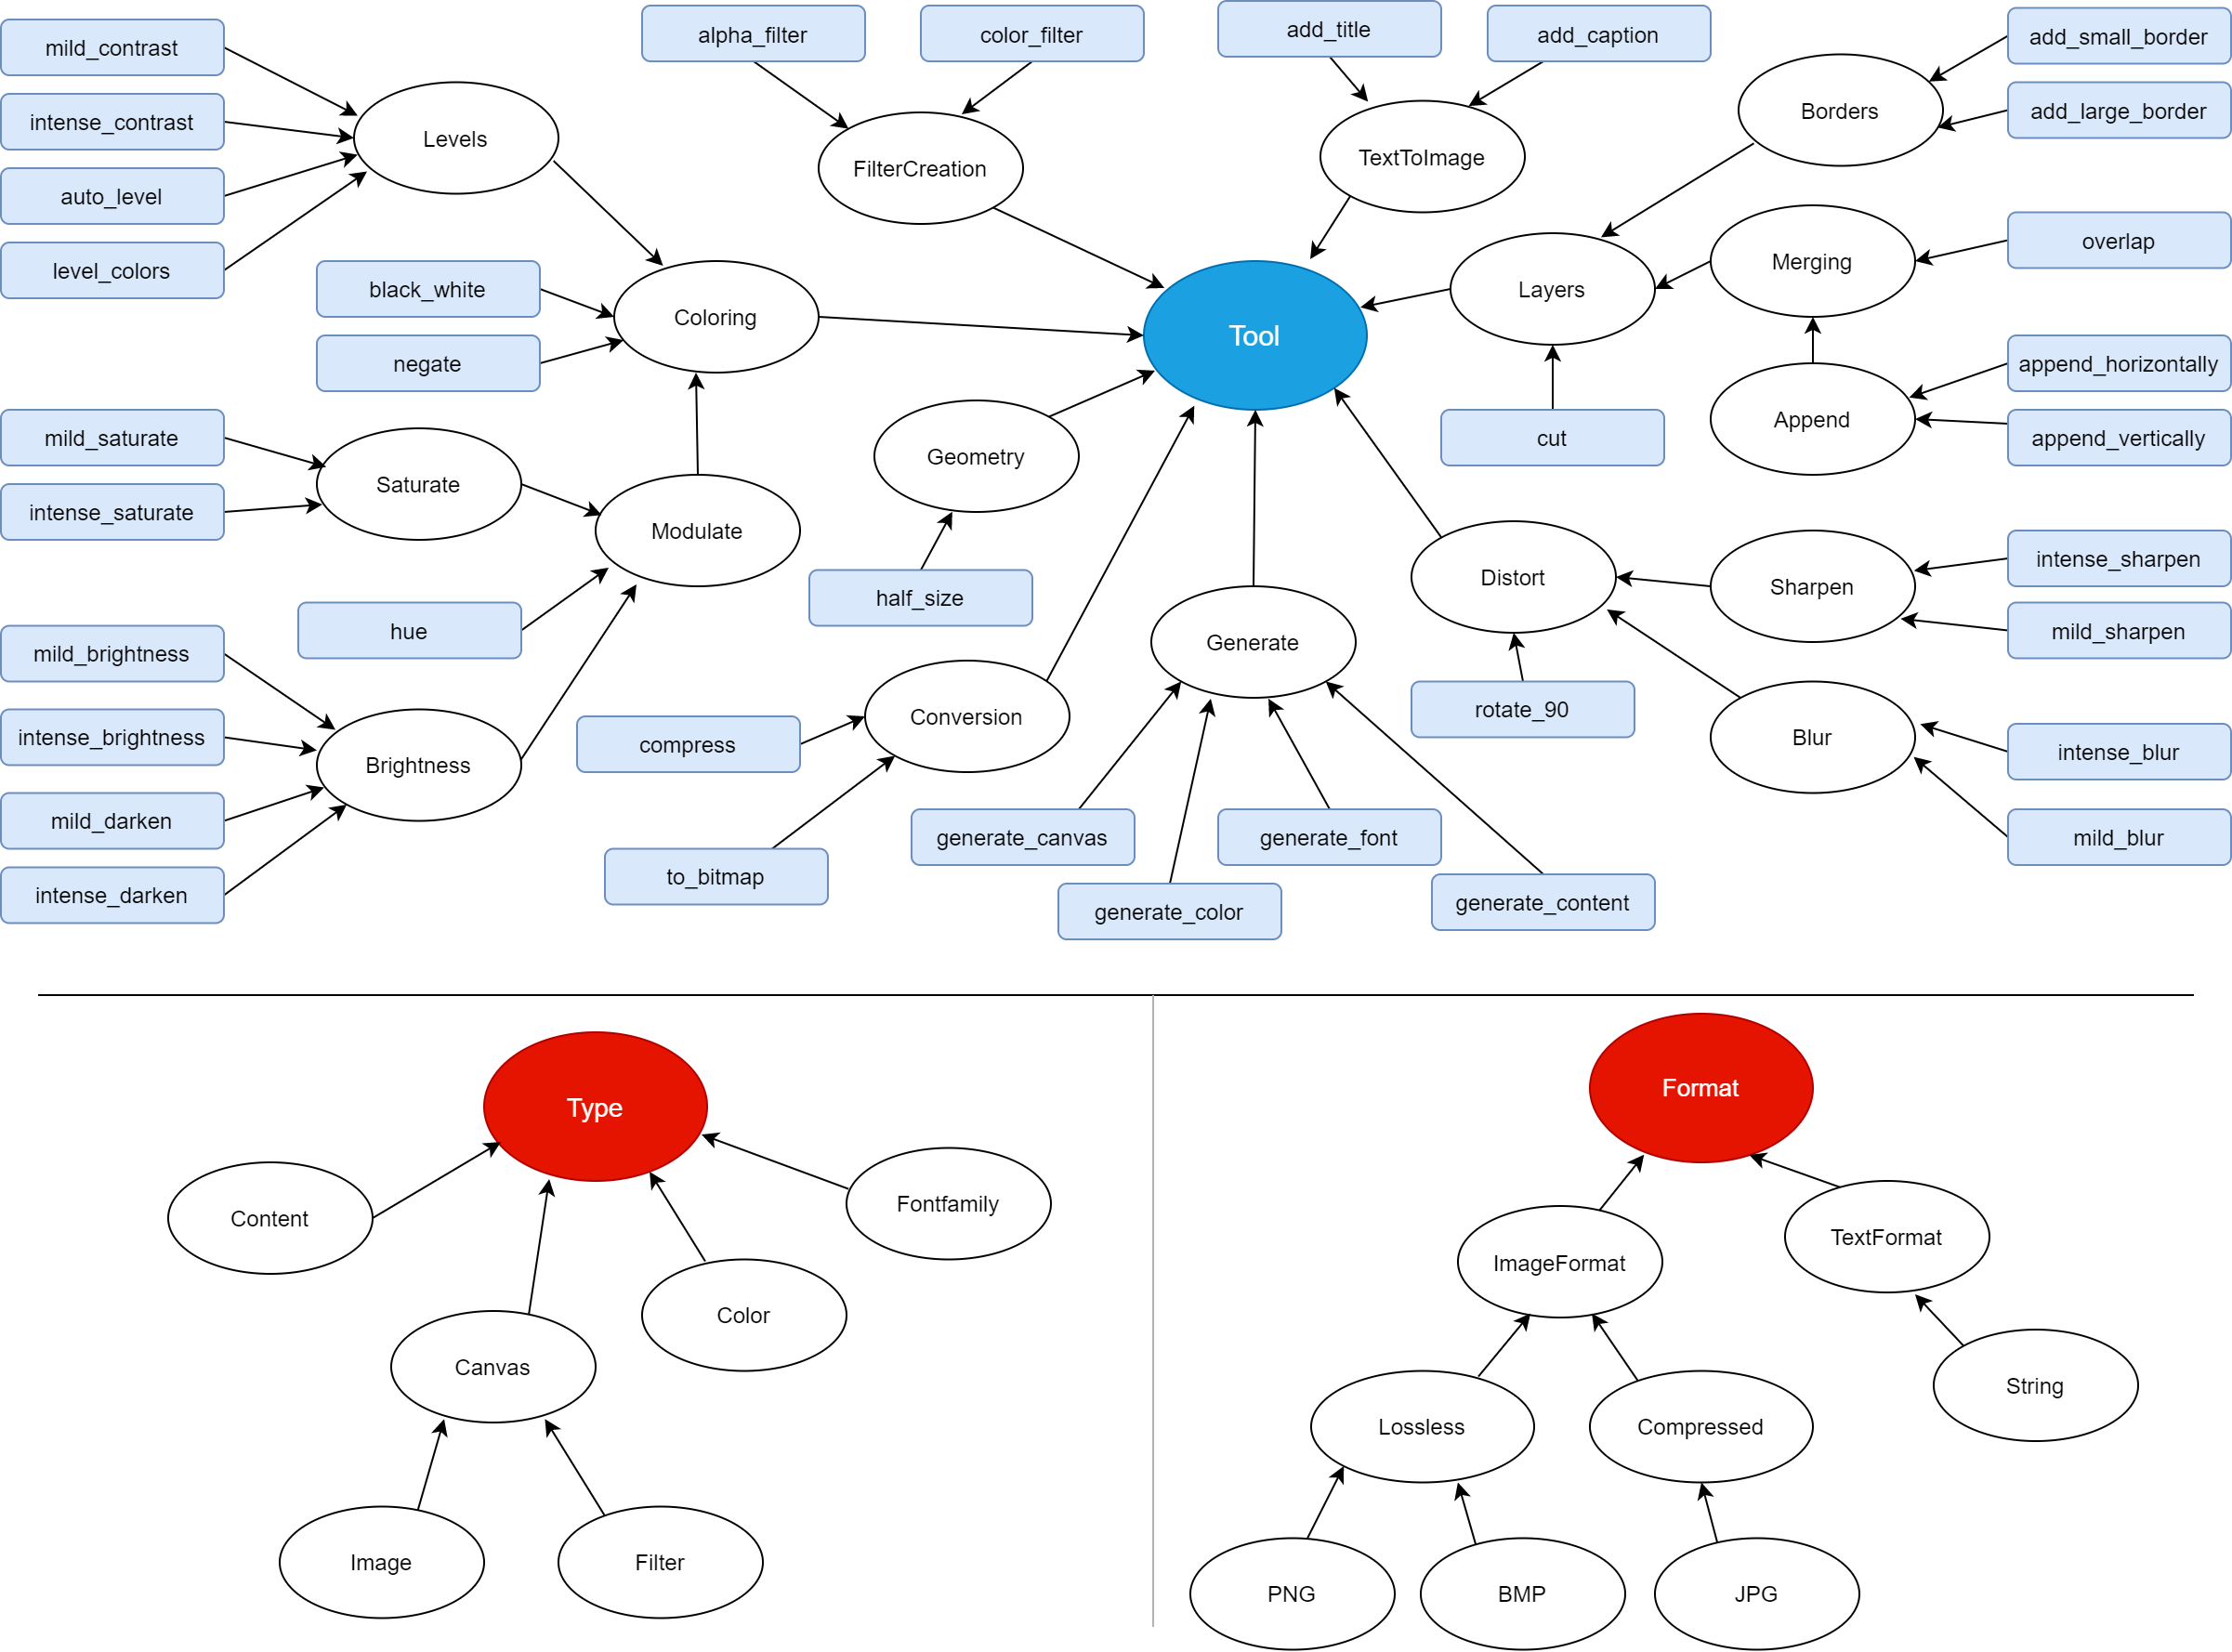 mild_contrast
alpha_filter
color_filter
add_title
add_caption
add_small_border
intense_contrast
Levels
FilterCreation
TextToImage
Borders
add_large_border
auto_level
level_colors
black_white
Coloring
Tool
Layers
Merging
overlap
negate
append_horizontally
mild_saturate
Saturate
Geometry
cut
Append
append_vertically
intense_saturate
Modulate
half_size
Distort
Sharpen
intense_sharpen
hue
mild_sharpen
mild_brightness
Generate
intense_brightness
Brightness
compress
Conversion
rotate_90
Blur
intense_blur
mild_darken
generate_canvas
generate_font
mild_blur
intense_darken
to_bitmap
generate_color
generate_content
Type
Content
Fontfamily
Color
Canvas
Image
Filter
Format
TextFormat
ImageFormat
String
Lossless
Compressed
PNG
BMP
JPG